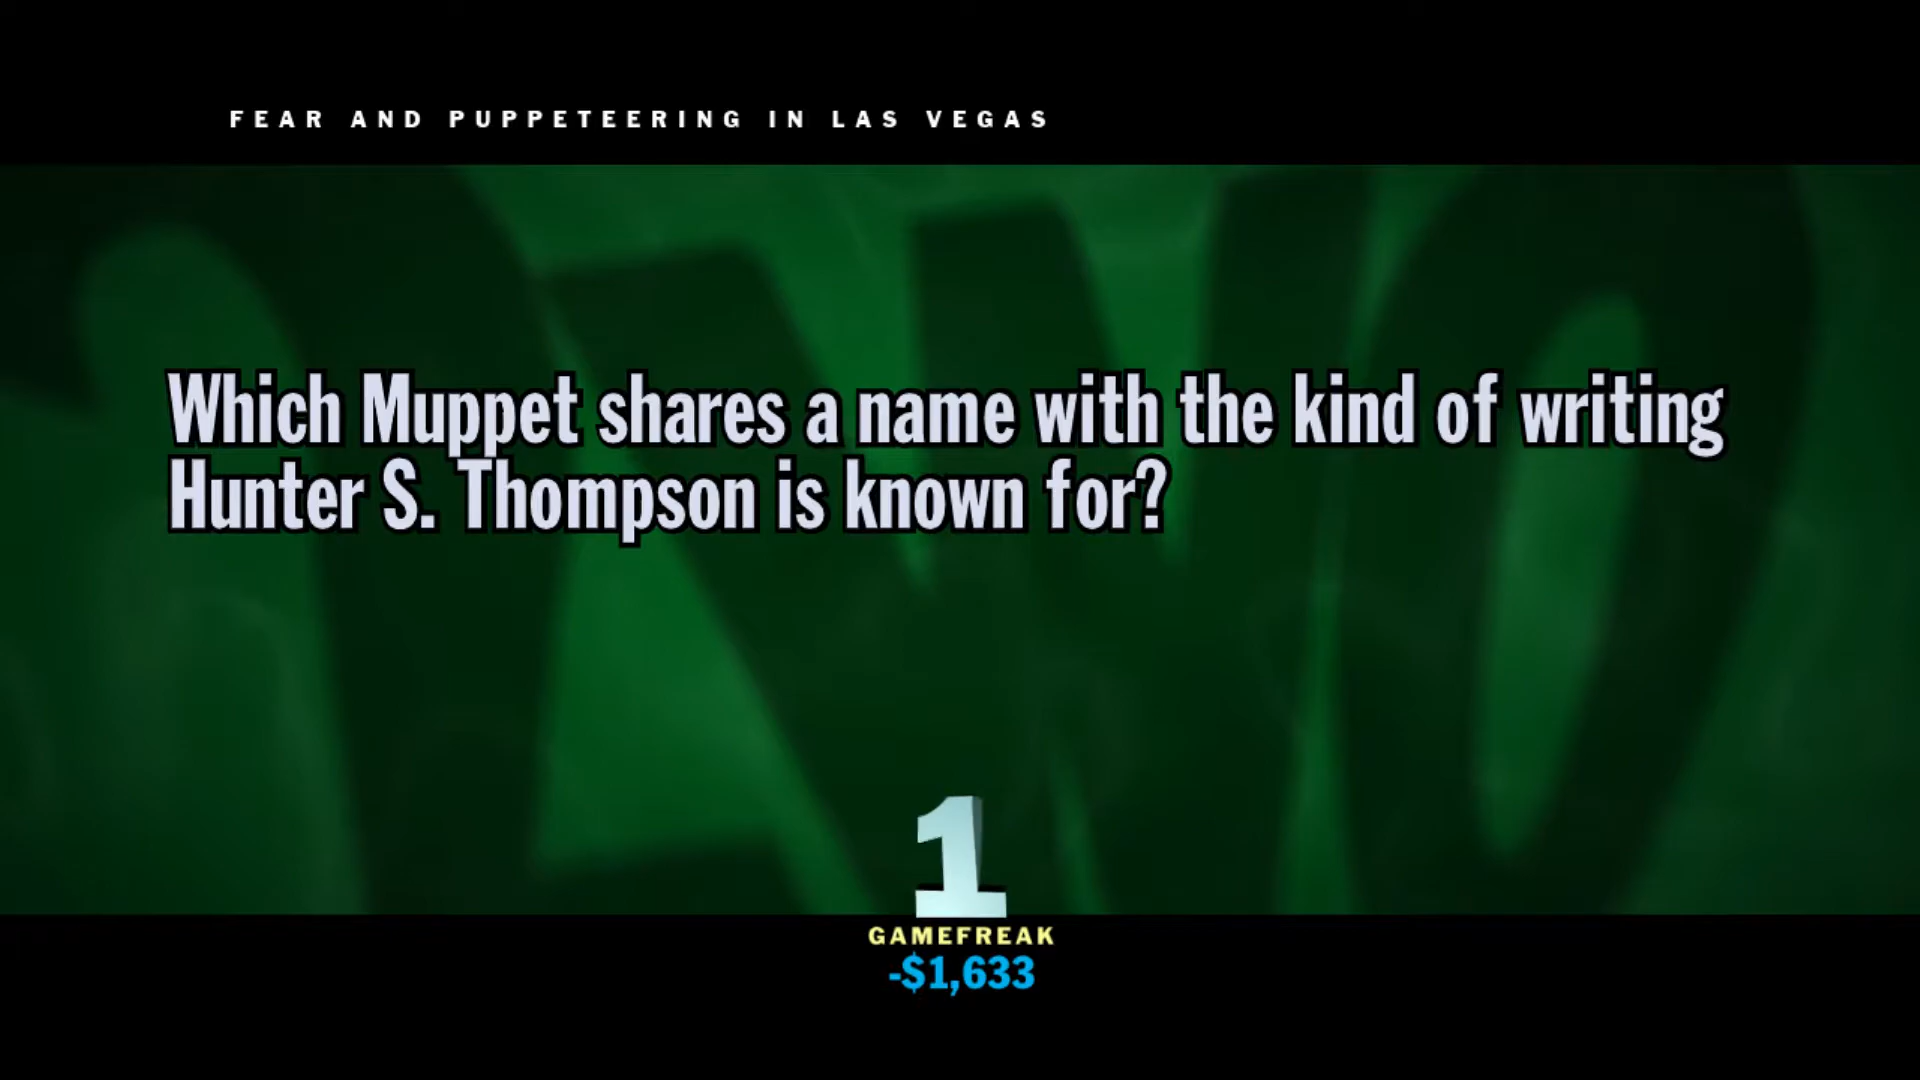 FEAR AND PUPPETEERING IN LAS VEGAS
Which Muppet shares a name with the kind of writing
Hunter S. Thompson is known for?
1
GAMEFREAK
-$1,633